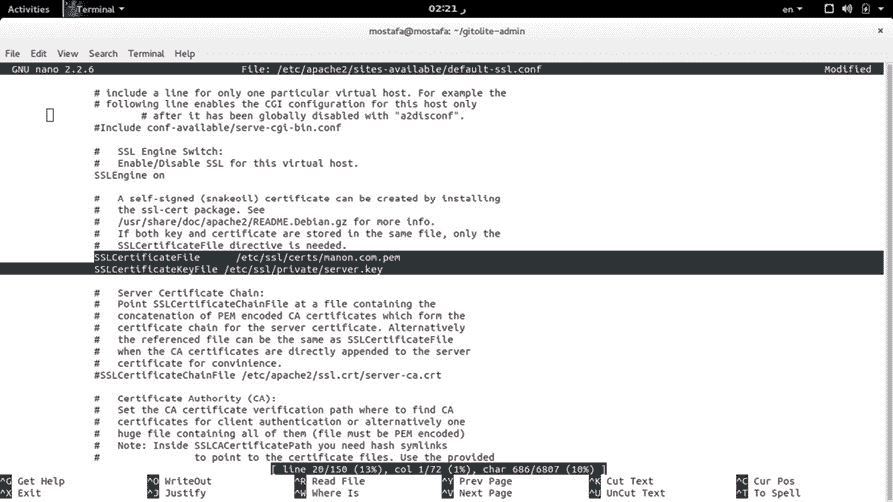 Activities Terminal 02:21 ر en
mostafa@mostafa: ~/gitolite-admin
File Edit View Search Terminal Help
GNU nano 2.2.6 File: /etc/apache2/sites-available/default-ssl.conf Modified
# include a line for only one particular virtual host. For example the
# following line enables the CGI configuration for this host only
# after it has been globally disabled with "a2disconf".
#Include conf-available/serve-cgi-bin.conf
# SSL Engine Switch:
# Enable/Disable SSL for this virtual host.
SSLEngine on
# A self-signed (snakeoil) certificate can be created by installing
# the ssl-cert package. See
# /usr/share/doc/apache2/README.Debian.gz for more info.
# If both key and certificate are stored in the same file, only the
# SSLCertificateFile directive is needed.
SSLCertificateFile /etc/ssl/certs/manon.com.pem
SSLCertificateKeyFile /etc/ssl/private/server.key
# Server Certificate Chain:
# Point SSLCertificateChainFile at a file containing the
# concatenation of PEM encoded CA certificates which form the
# certificate chain for the server certificate. Alternatively
# the referenced file can be the same as SSLCertificateFile
# when the CA certificates are directly appended to the server
# certificate for convinience.
#SSLCertificateChainFile /etc/apache2/ssl.crt/server-ca.crt
# Certificate Authority (CA):
# Set the CA certificate verification path where to find CA
# certificates for client authentication or alternatively one
# huge file containing all of them (file must be PEM encoded)
# Note: Inside SSLCACertificatePath you need hash symlinks
# to point to the certificate files. Use the provided
[ line 20/150 (13%), col 1/72 (1%), char 686/6807 (10%) ]
^G Get Help ^O WriteOut ^R Read File ^Y Prev Page ^K Cut Text ^C Cur Pos
^X Exit ^J Justify ^W Where Is ^V Next Page ^U UnCut Text ^T To Spell